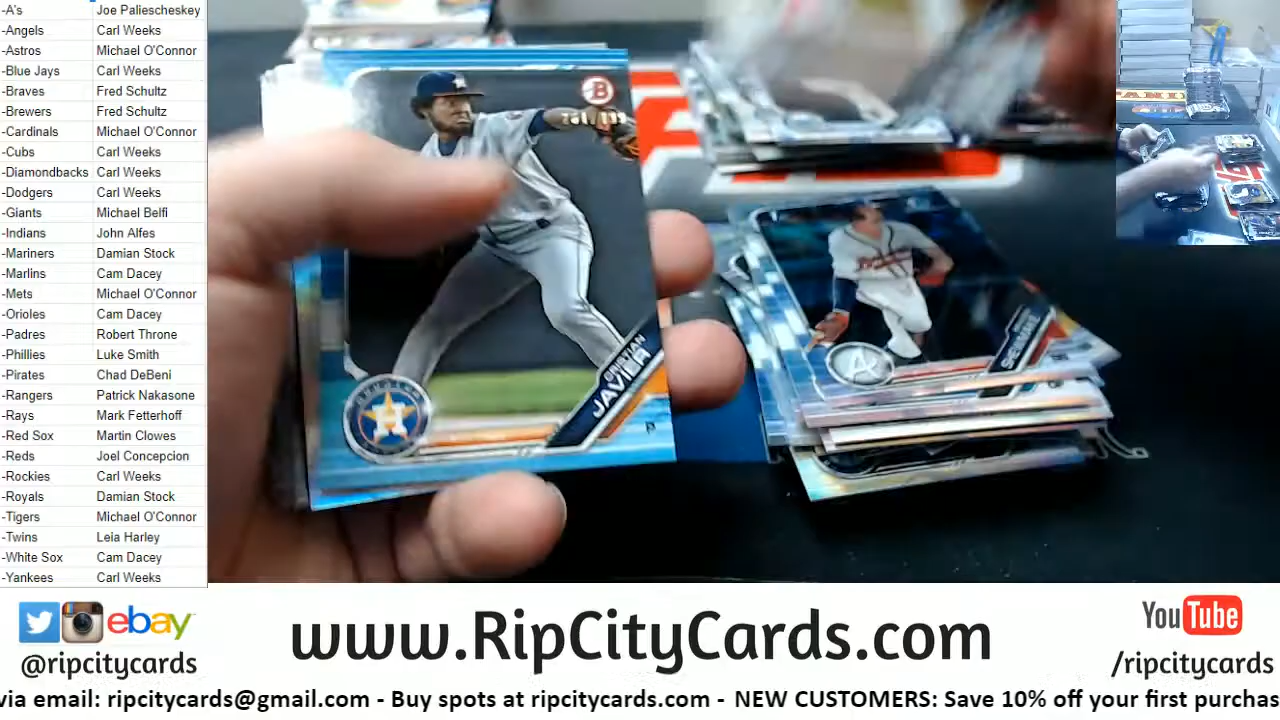 -A's Joe Paliescheskey
-Angels Carl Weeks
-Astros Michael O'Connor
-Blue Jays Carl Weeks
-Braves Fred Schultz
-Brewers Fred Schultz
-Cardinals Michael O'Connor
-Cubs Carl Weeks
-Diamondbacks Carl Weeks
-Dodgers Carl Weeks
-Giants Michael Belfi
-Indians John Alfes
-Mariners Damian Stock
-Marlins Cam Dacey
-Mets Michael O'Connor
-Orioles Cam Dacey
-Padres Robert Throne
-Phillies Luke Smith
-Pirates Chad DeBeni
-Rangers Patrick Nakasone
-Rays Mark Fetterhoff
-Red Sox Martin Clowes
-Reds Joel Concepcion
-Rockies Carl Weeks
-Royals Damian Stock
-Tigers Michael O'Connor
-Twins Leia Harley
-White Sox Cam Dacey
-Yankees Carl Weeks
B
CRISTIAN
JAVIER
H
P
A
ebay
@ripcitycards
www.RipCityCards.com
YouTube
/ripcitycards
via email: ripcitycards@gmail.com - Buy spots at ripcitycards.com - NEW CUSTOMERS: Save 10% off your first purchas